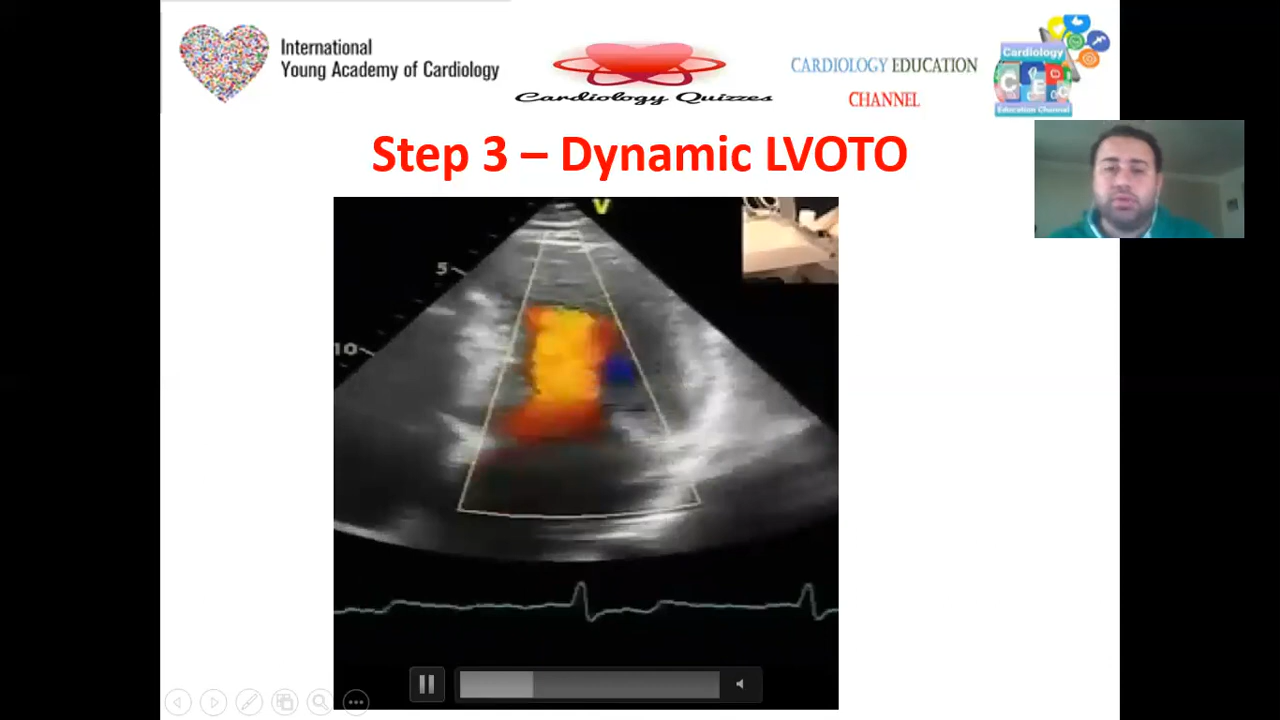 International
Young Academy of Cardiology
Cardiology Quizzes
CARDIOLOGY EDUCATION
CHANNEL
Cardiology
C E C
Education Channel
Step 3 – Dynamic LVOTO
V
5
10